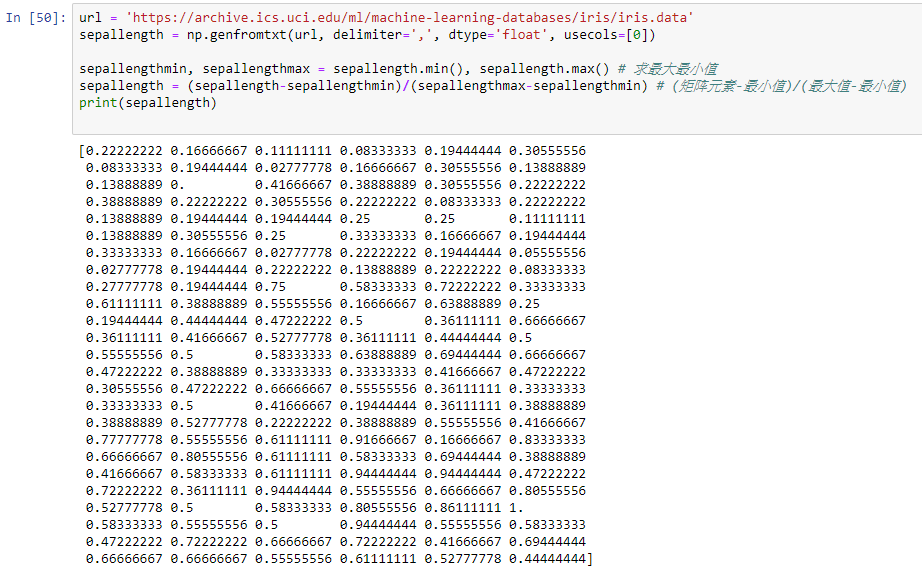 In [50]: url = 'https://archive.ics.uci.edu/ml/machine-learning-databases/iris/iris.data'
sepallength = np.genfromtxt(url, delimiter=',', dtype='float', usecols=[0])
sepallengthmin, sepallengthmax = sepallength.min(), sepallength.max() # 求最大最小值
sepallength = (sepallength-sepallengthmin)/(sepallengthmax-sepallengthmin) # (矩阵元素-最小值)/(最大值-最小值)
print(sepallength)
[0.22222222 0.16666667 0.11111111 0.08333333 0.19444444 0.30555556
0.08333333 0.19444444 0.02777778 0.16666667 0.30555556 0.13888889
0.13888889 0. 0.41666667 0.38888889 0.30555556 0.22222222
0.38888889 0.22222222 0.30555556 0.22222222 0.08333333 0.22222222
0.13888889 0.19444444 0.19444444 0.25 0.25 0.11111111
0.13888889 0.30555556 0.25 0.33333333 0.16666667 0.19444444
0.33333333 0.16666667 0.02777778 0.22222222 0.19444444 0.05555556
0.02777778 0.19444444 0.22222222 0.13888889 0.22222222 0.08333333
0.27777778 0.19444444 0.75 0.58333333 0.72222222 0.33333333
0.61111111 0.38888889 0.55555556 0.16666667 0.63888889 0.25
0.19444444 0.44444444 0.47222222 0.5 0.36111111 0.66666667
0.36111111 0.41666667 0.52777778 0.36111111 0.44444444 0.5
0.55555556 0.5 0.58333333 0.63888889 0.69444444 0.66666667
0.47222222 0.38888889 0.33333333 0.33333333 0.41666667 0.47222222
0.30555556 0.47222222 0.66666667 0.55555556 0.36111111 0.33333333
0.33333333 0.5 0.41666667 0.19444444 0.36111111 0.38888889
0.38888889 0.52777778 0.22222222 0.38888889 0.55555556 0.41666667
0.77777778 0.55555556 0.61111111 0.91666667 0.16666667 0.83333333
0.66666667 0.80555556 0.61111111 0.58333333 0.69444444 0.38888889
0.41666667 0.58333333 0.61111111 0.94444444 0.94444444 0.47222222
0.72222222 0.36111111 0.94444444 0.55555556 0.66666667 0.80555556
0.52777778 0.5 0.58333333 0.80555556 0.86111111 1.
0.58333333 0.55555556 0.5 0.94444444 0.55555556 0.58333333
0.47222222 0.72222222 0.66666667 0.72222222 0.41666667 0.69444444
0.66666667 0.66666667 0.55555556 0.61111111 0.52777778 0.44444444]